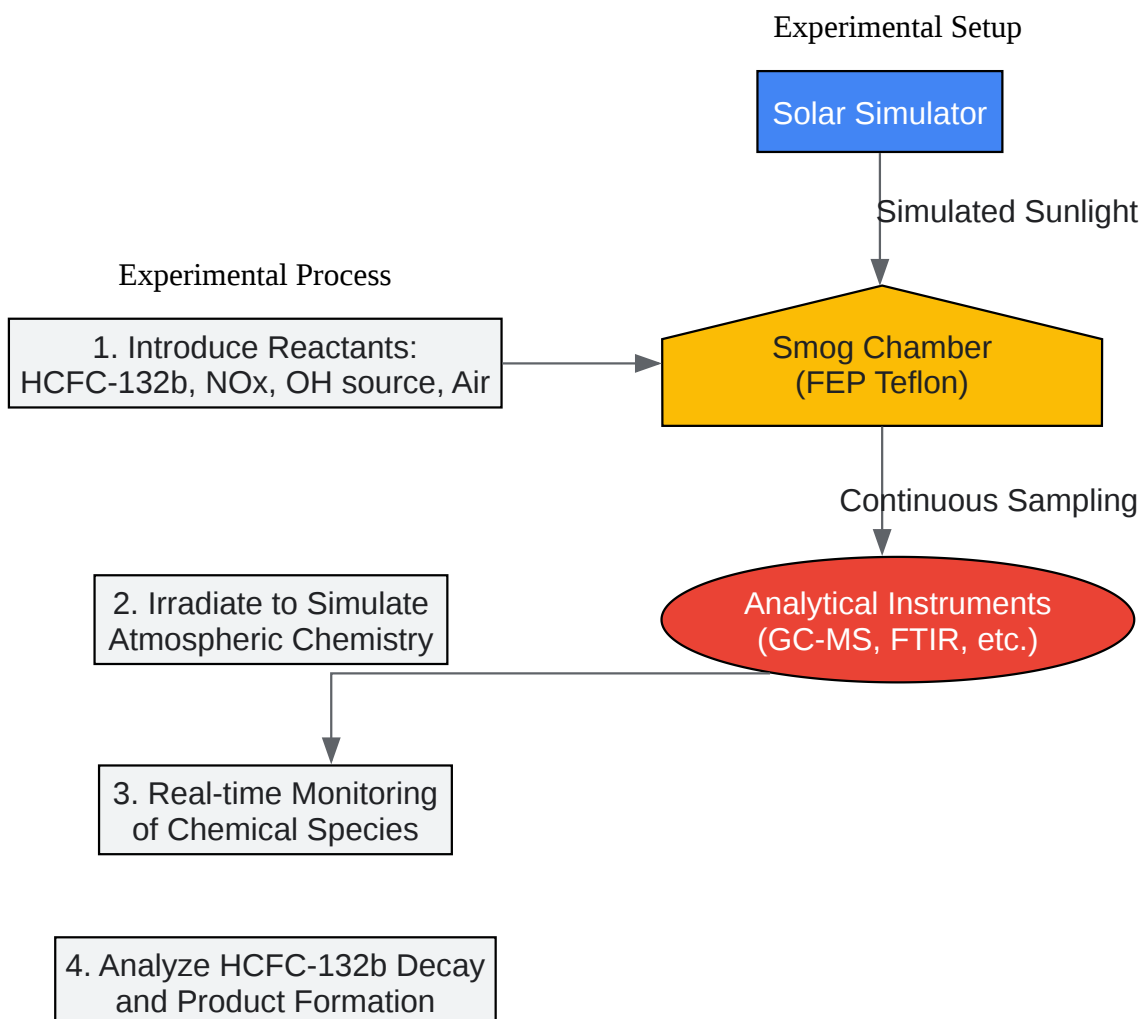 Experimental Setup
Solar Simulator
Simulated Sunlight
Experimental Process
1. Introduce Reactants:
HCFC-132b, NOx, OH source, Air
Smog Chamber
(FEP Teflon)
Continuous Sampling
2. Irradiate to Simulate
Atmospheric Chemistry
Analytical Instruments
(GC-MS, FTIR, etc.)
3. Real-time Monitoring
of Chemical Species
4. Analyze HCFC-132b Decay
and Product Formation